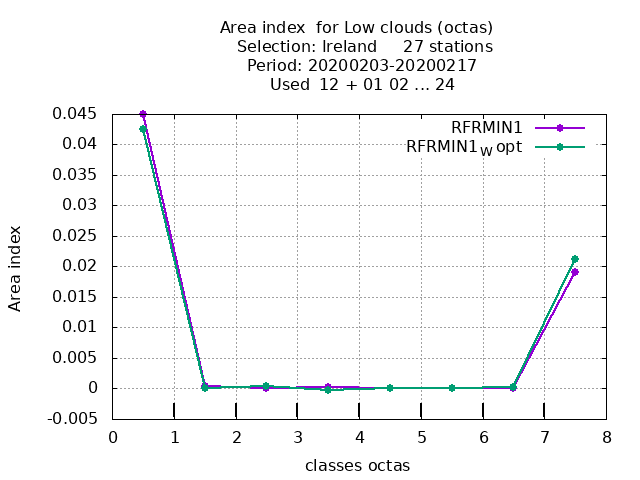 Area index  for Low clouds (octas)
Selection: Ireland     27 stations
Period: 20200203-20200217
Used  12 + 01 02 ... 24
RFRMIN1
RFRMIN1W opt
Area index
0.045
0.04
0.035
0.03
0.025
0.02
0.015
0.01
0.005
0
-0.005
0 1 2 3 4 5 6 7 8
classes octas